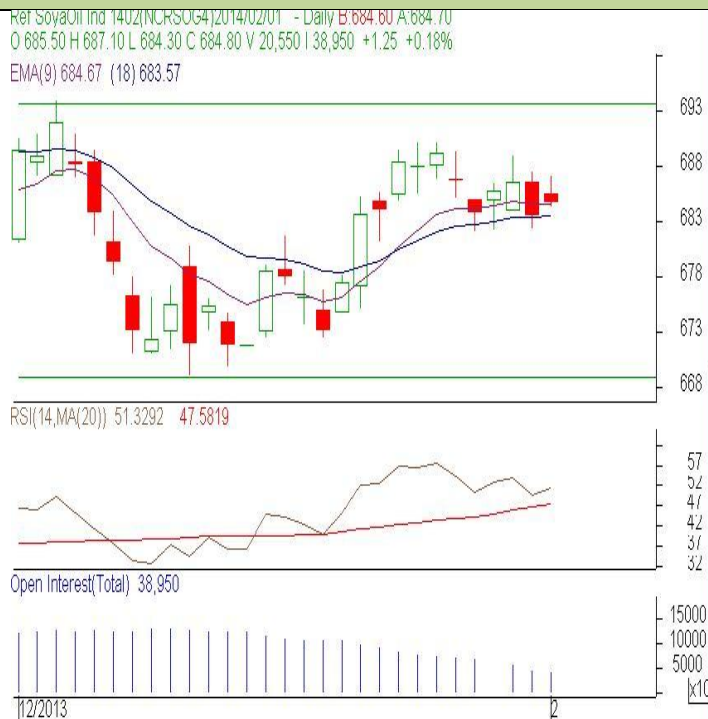 Ref SoyaOil Ind 1402(NCRSOG4)2014/02/01 - Daily B:684.60 A:684.70
O 685.50 H 687.10 L 684.30 C 684.80 V 20,550 I 38,950 +1.25 +0.18%
EMA(9) 684.67 (18) 683.57
693
688
683
678
673
668
RSI(14,MA(20)) 51.3292 47.5819
57
52
47
42
37
32
Open Interest(Total) 38,950
15000
10000
5000
x10
12/2013
2